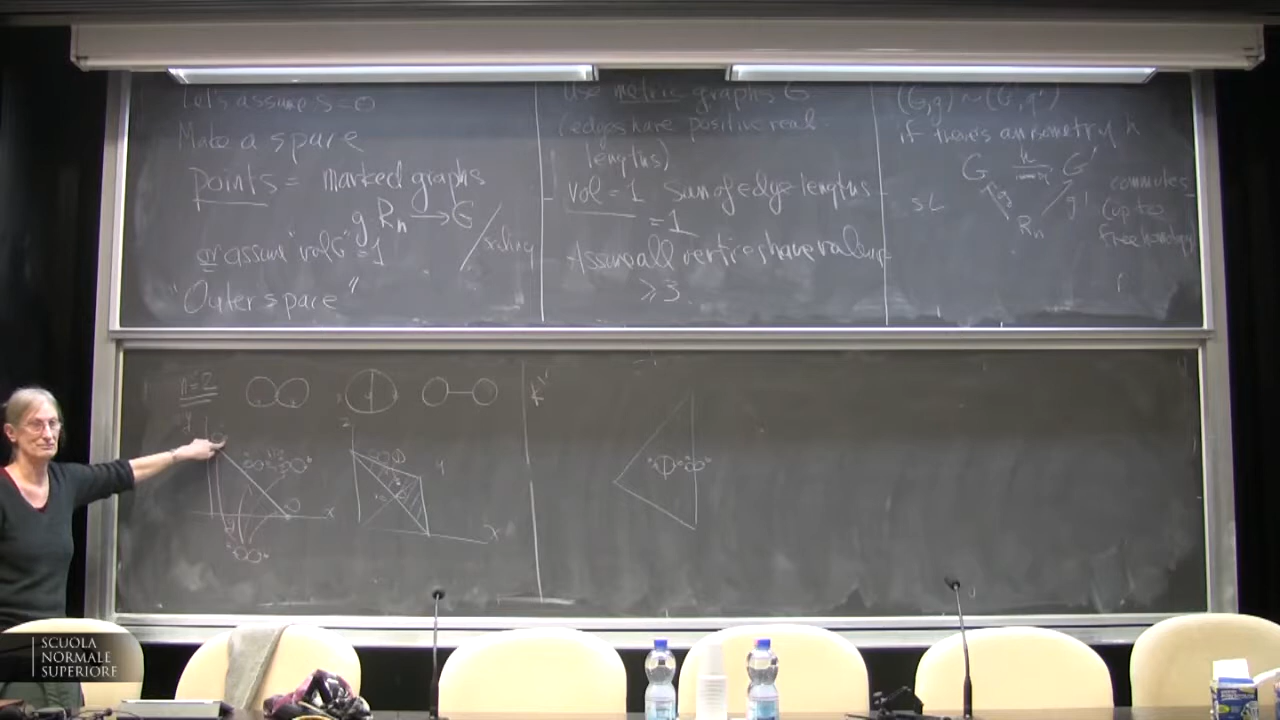 Let's assume s=0
Make a space
points = marked graphs
g R_n → G
/scaling
or assume "vol G" = 1
"Outer space"
Use metric graphs G
(edges have positive real
lengths)
vol = 1 Sum of edge lengths
= 1
Assume all vertices have valence
≥ 3.
(G,g) ~ (G',g')
if there's an isometry h
G h G'
g'
R_n
commutes
(up to
free homotopy
n=2
y
x
z
y
x
SCUOLA
NORMALE
SUPERIORE